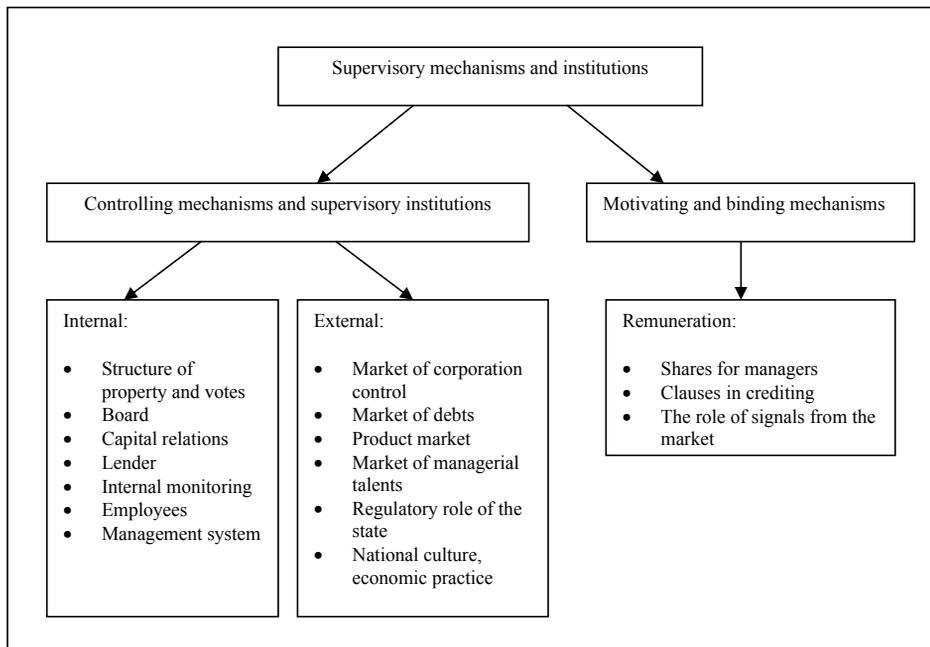 Supervisory mechanisms and institutions
Controlling mechanisms and supervisory institutions
Motivating and binding mechanisms
Internal:
• Structure of
property and votes
• Board
• Capital relations
• Lender
• Internal monitoring
• Employees
• Management system
External:
• Market of corporation
control
• Market of debts
• Product market
• Market of managerial
talents
• Regulatory role of the
state
• National culture,
economic practice
Remuneration:
• Shares for managers
• Clauses in crediting
• The role of signals from the
market